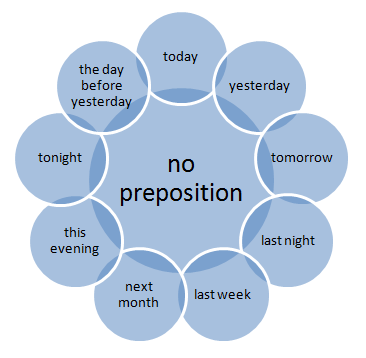 today
yesterday
tomorrow
last night
last week
next
month
this
evening
tonight
the day
before
yesterday
no
preposition